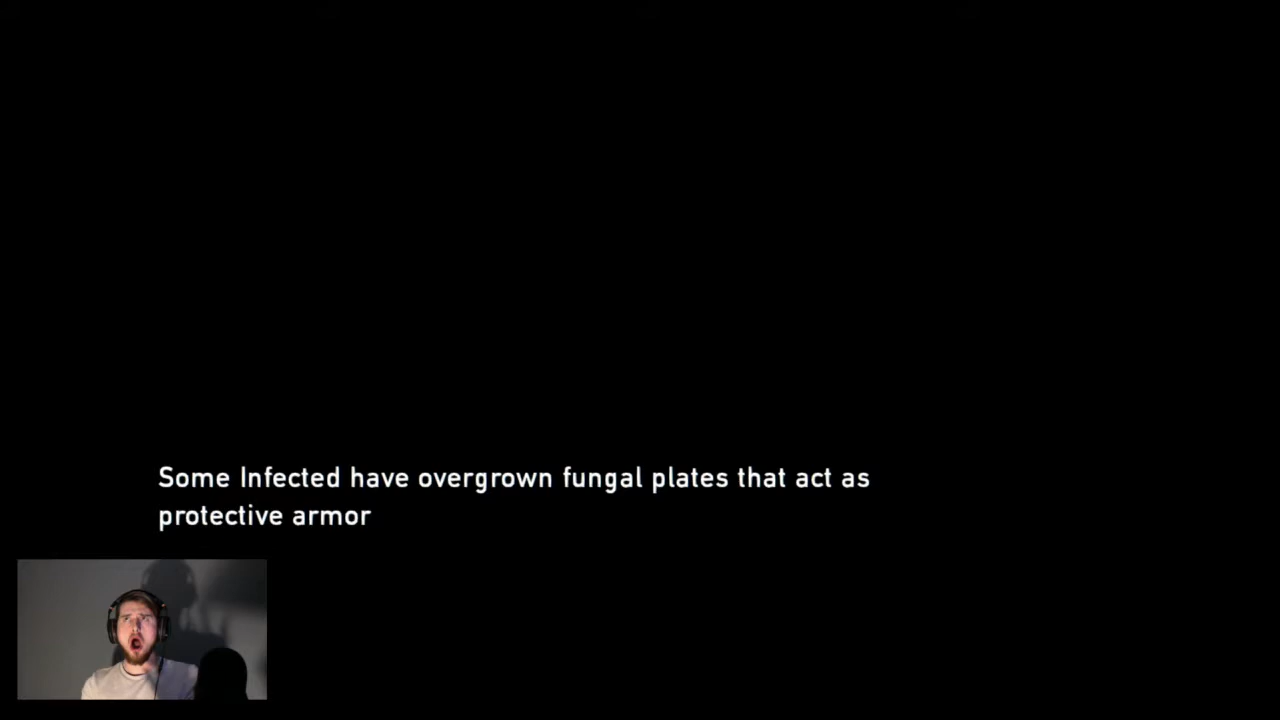 Some Infected have overgrown fungal plates that act as
protective armor